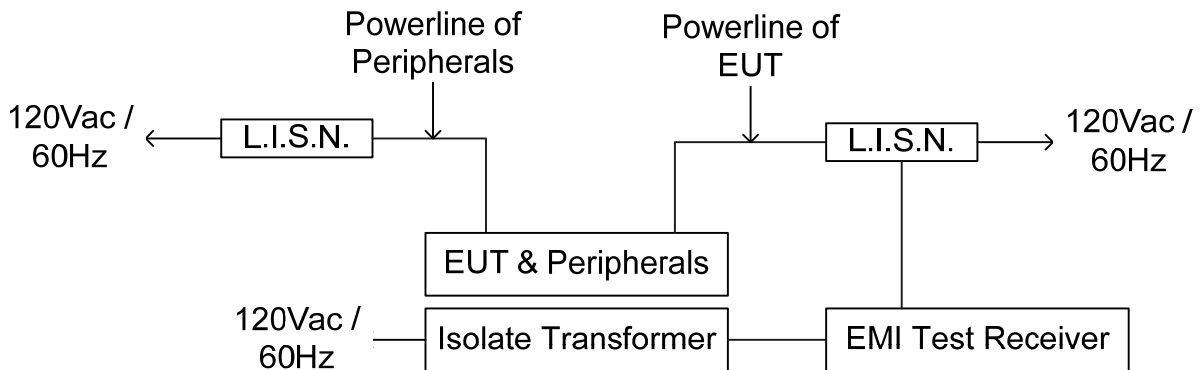 Powerline of
Peripherals
Powerline of
EUT
120Vac /
60Hz
L.I.S.N.
L.I.S.N.
120Vac /
60Hz
EUT & Peripherals
120Vac /
60Hz
Isolate Transformer
EMI Test Receiver